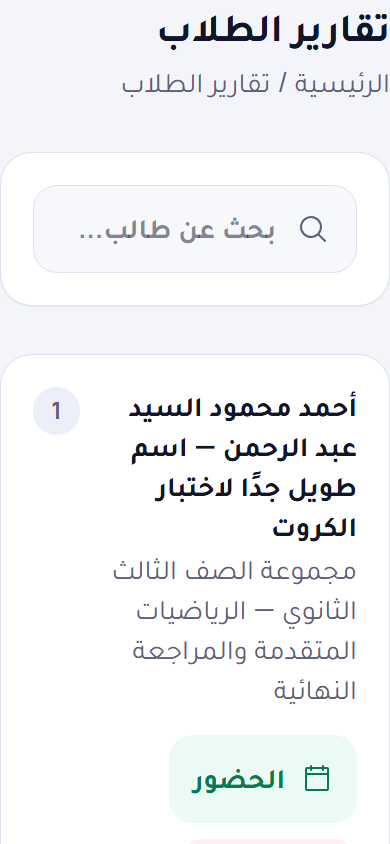 تقارير الطلاب
الرئيسية / تقارير الطلاب
بحث عن طالب...
أحمد محمود السيد
1
عبد الرحمن — اسم
طويل جدًا لاختبار
الكروت
مجموعة الصف الثالث
الثانوي — الرياضيات
المتقدمة والمراجعة
النهائية
الحضور